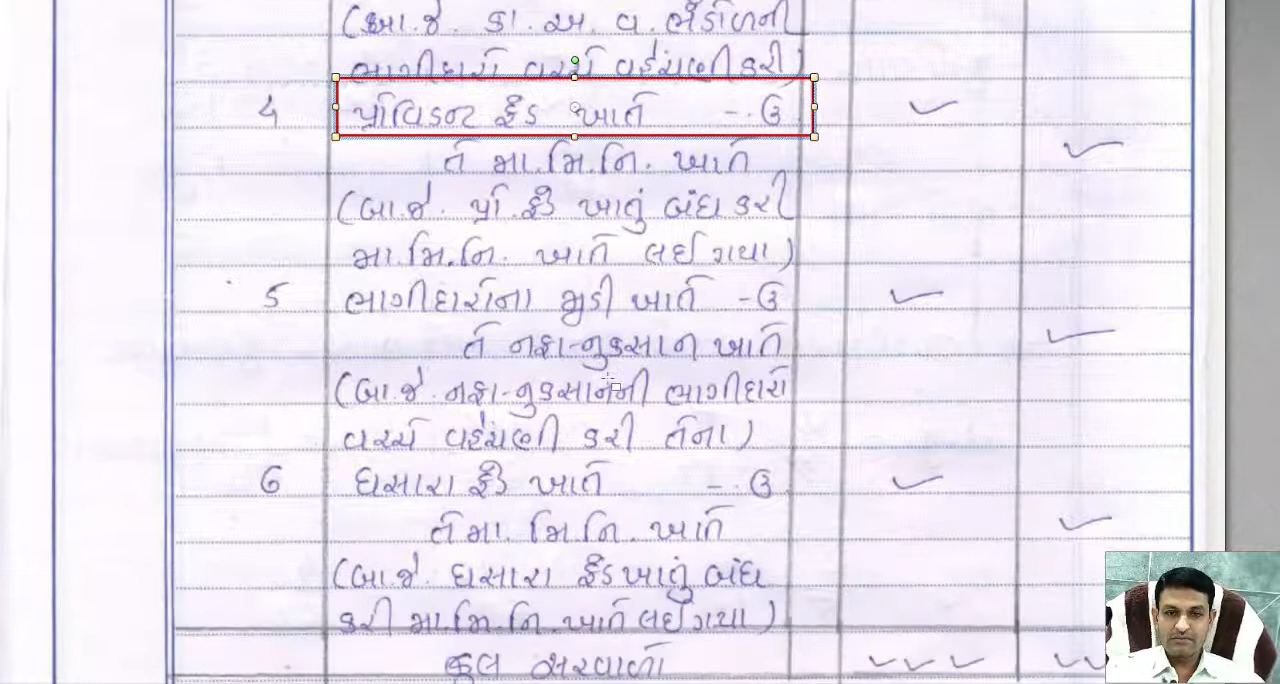 (બા.જે. કા. અ. વ. ભંડોળની
ભાગીદારો વચ્ચે વહેંચણી કરી)
4 પ્રોવિડન્ટ ફંડ ખાતે - ઉ ✓
તે મા.મિ.નિ. ખાતે ✓
(બા.જે. પ્રો. ફંડ ખાતું બંધ કરી
મા.મિ.નિ. ખાતે લઈ ગયા)
5 ભાગીદારોના મુડી ખાતે - ઉ ✓
તે નફા-નુકસાન ખાતે ✓
(બા.જે. નફા-નુકસાનની ભાગીદારો
વચ્ચે વહેંચણી કરી તેના)
6 ઘસારા ફંડ ખાતે - ઉ ✓
તે મા. મિ. નિ. ખાતે ✓
(બા.જે. ઘસારા ફંડ ખાતું બંધ
કરી મા.મિ.નિ. ખાતે લઈ ગયા)
કુલ સરવાળો ✓ ✓ ✓ ✓ ✓